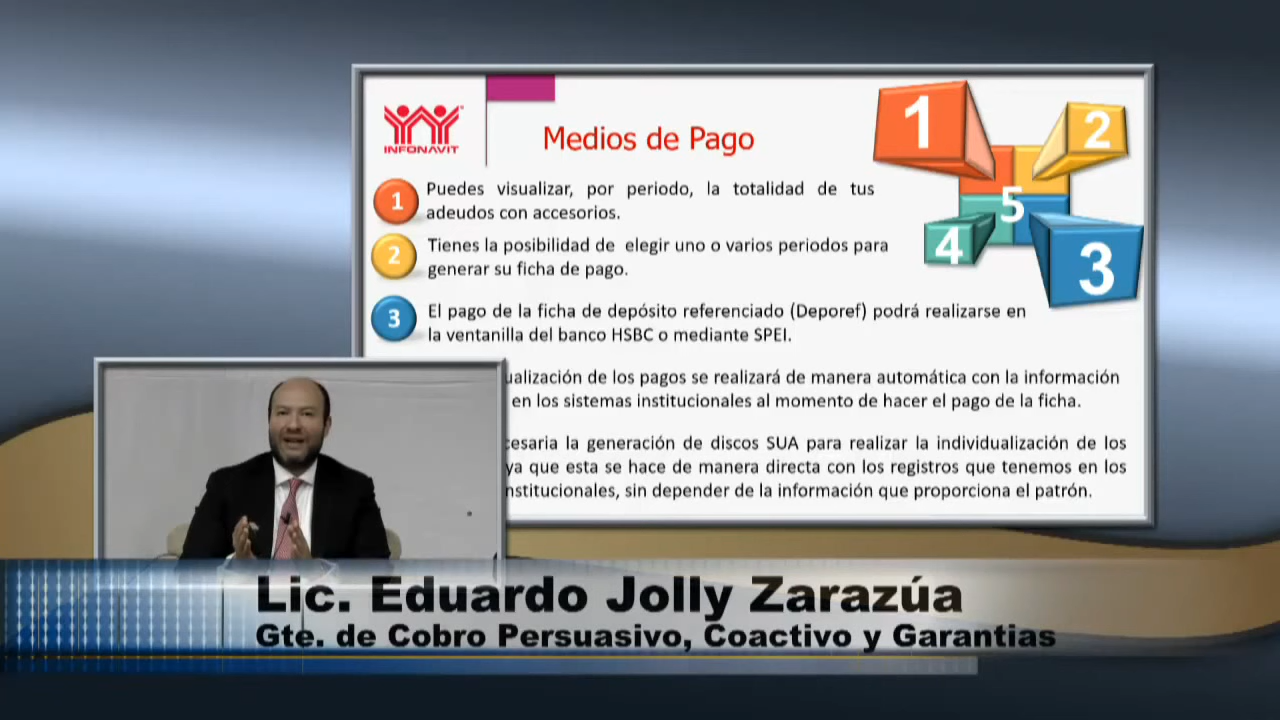 INFONAVIT
Medios de Pago
1
2
5
4
3
1
Puedes visualizar, por periodo, la totalidad de tus
adeudos con accesorios.
2
Tienes la posibilidad de elegir uno o varios periodos para
generar su ficha de pago.
3
El pago de la ficha de depósito referenciado (Deporef) podrá realizarse en
la ventanilla del banco HSBC o mediante SPEI.
ualización de los pagos se realizará de manera automática con la información
en los sistemas institucionales al momento de hacer el pago de la ficha.
cesaria la generación de discos SUA para realizar la individualización de los
ya que esta se hace de manera directa con los registros que tenemos en los
nstitucionales, sin depender de la información que proporciona el patrón.
Lic. Eduardo Jolly Zarazúa
Gte. de Cobro Persuasivo, Coactivo y Garantias